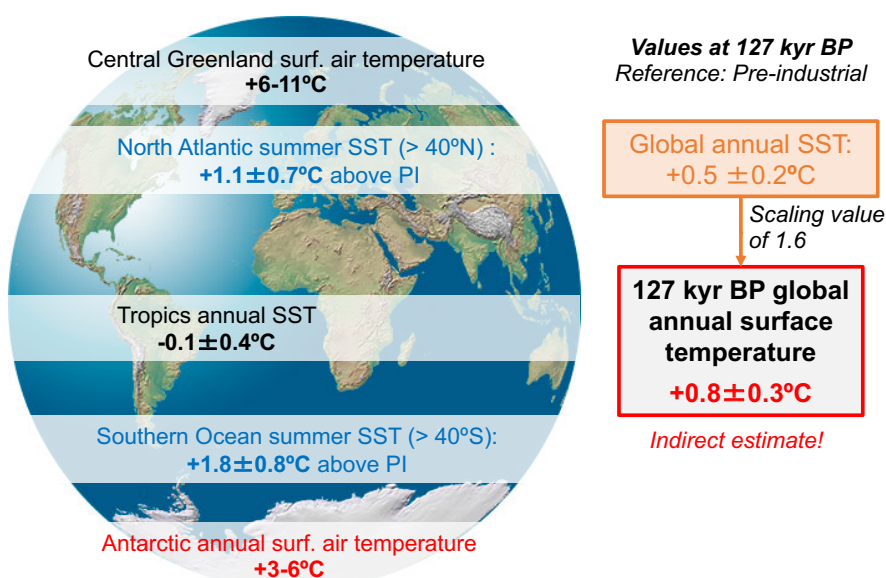 Central Greenland surf. air temperature
+6-11ºC
North Atlantic summer SST (> 40ºN) :
+1.1±0.7ºC above PI
Tropics annual SST
-0.1±0.4ºC
Southern Ocean summer SST (> 40ºS):
+1.8±0.8ºC above PI
Antarctic annual surf. air temperature
+3-6ºC
Values at 127 kyr BP
Reference: Pre-industrial
Global annual SST:
+0.5 ±0.2ºC
Scaling value
of 1.6
127 kyr BP global
annual surface
temperature
+0.8±0.3ºC
Indirect estimate!